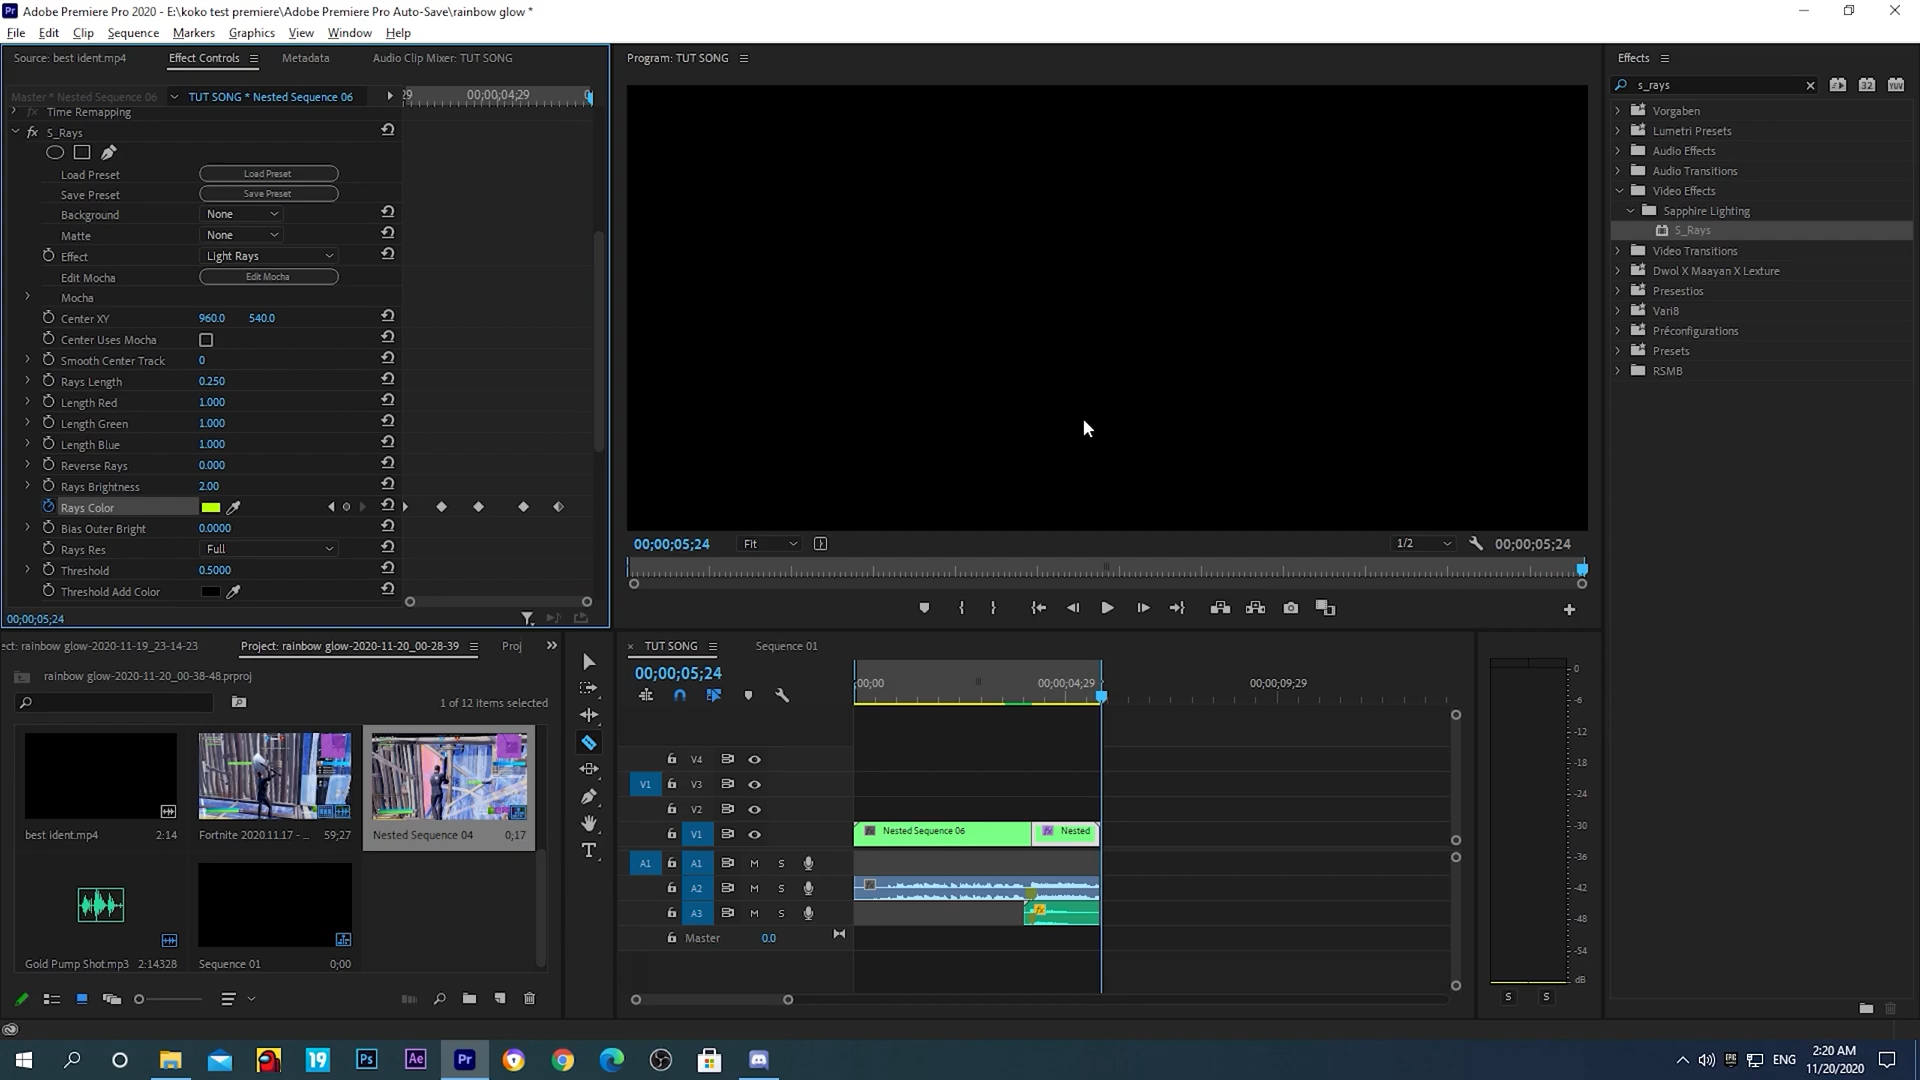 Adobe Premiere Pro 2020 - E:\koko test premiere\Adobe Premiere Pro Auto-Save\rainbow glow *
File Edit Clip Sequence Markers Graphics View Window Help
Source: best ident.mp4 Effect Controls Metadata Audio Clip Mixer: TUT SONG
Master * Nested Sequence 06 TUT SONG * Nested Sequence 06
29 00;00;04;29 0
Time Remapping
fx S_Rays
Load Preset Load Preset
Save Preset Save Preset
Background None
Matte None
Effect Light Rays
Edit Mocha Edit Mocha
Mocha
Center XY 960.0 540.0
Center Uses Mocha
Smooth Center Track 0
Rays Length 0.250
Length Red 1.000
Length Green 1.000
Length Blue 1.000
Reverse Rays 0.000
Rays Brightness 2.00
Rays Color
Bias Outer Bright 0.0000
Rays Res Full
Threshold 0.5000
Threshold Add Color
00;00;05;24
Program: TUT SONG
00;00;05;24 Fit 1/2 00;00;05;24
Effects
s_rays
32 YUV
Vorgaben
Lumetri Presets
Audio Effects
Audio Transitions
Video Effects
Sapphire Lighting
S_Rays
Video Transitions
Dwol X Maayan X Lexture
Presestios
Vari8
Préconfigurations
Presets
RSMB
ect: rainbow glow-2020-11-19_23-14-23 Project: rainbow glow-2020-11-20_00-28-39 Proj
rainbow glow-2020-11-20_00-38-48.prproj
1 of 12 items selected
best ident.mp4 2:14
Fortnite 2020.11.17 - ... 59;27
Nested Sequence 04 0;17
Gold Pump Shot.mp3 2:14328
Sequence 01 0;00
TUT SONG Sequence 01
00;00;05;24
;00;00 00;00;04;29 00;00;09;29
V4
V1 V3
V2
V1 Nested Sequence 06 Nested
A1 A1 M S
A2 M S
A3 M S
Master 0.0
0
-6
-12
-18
-24
-30
-36
-42
-48
-54
dB
S S
19 Ps Ae Pr
ENG
2:20 AM
11/20/2020